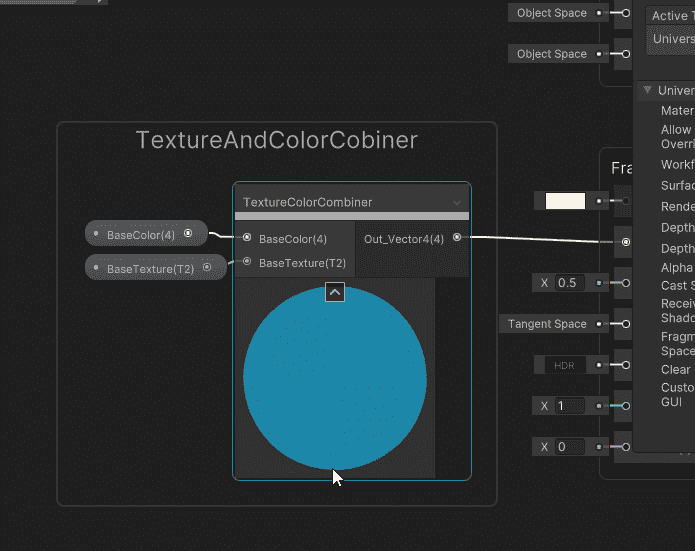 Object Space
Active T
Univers
Object Space
Univer
Mater
Allow
Overri
Workf
Surfac
Rende
Depth
Depth
Alpha
Cast S
Receiv
Shado
Fragm
Space
Clear
Custo
GUI
TextureAndColorCobiner
Fra
TextureColorCombiner
BaseColor(4)
BaseTexture(T2)
BaseColor(4)
BaseTexture(T2)
Out_Vector4(4)
X 0.5
Tangent Space
HDR
X 1
X 0